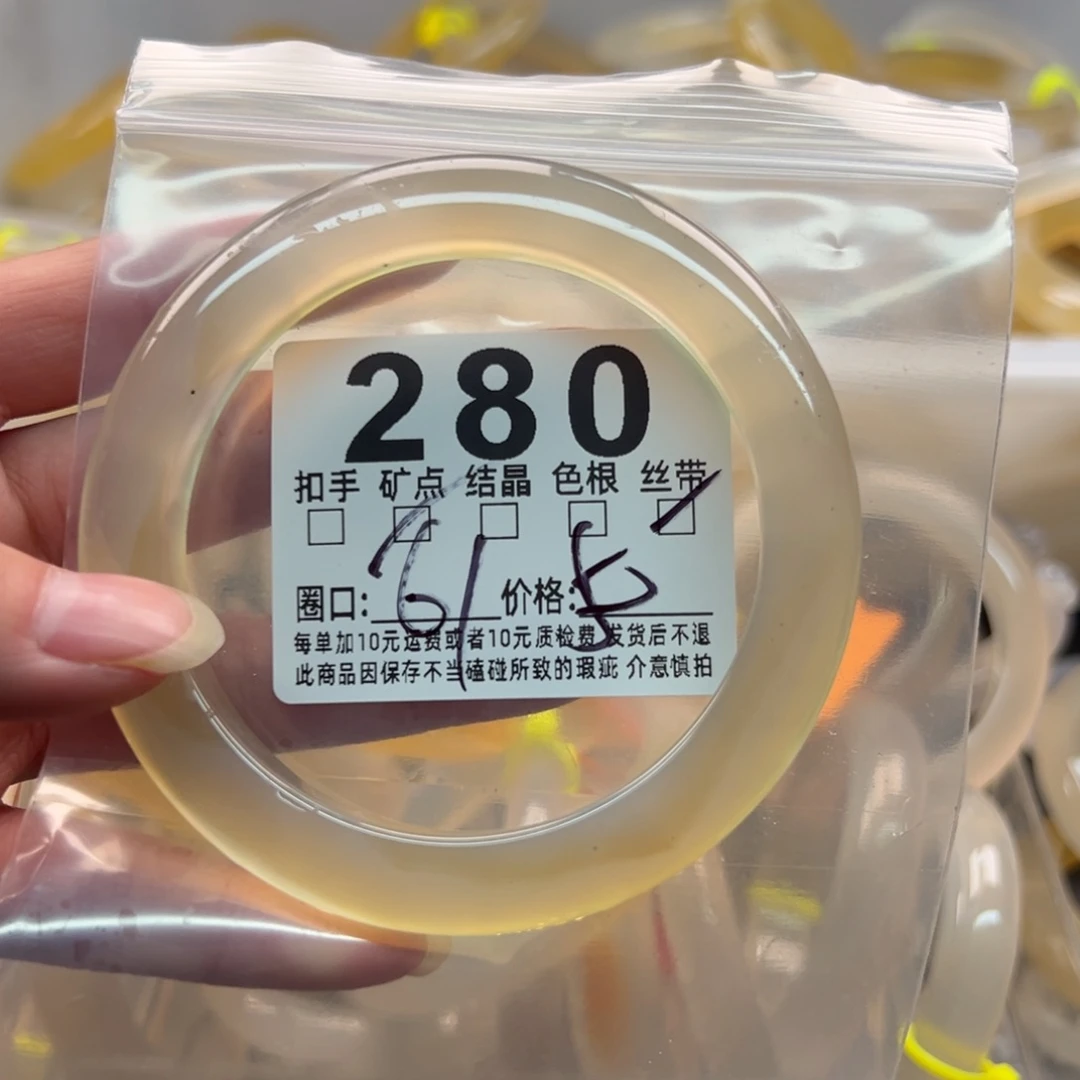 280
扣手 矿点 结晶 色根 丝带
圈口: 61 价格:
每单加10元运费或者10元质检费 发货后不退
此商品因保存不当磕碰所致的瑕疵 介意慎拍